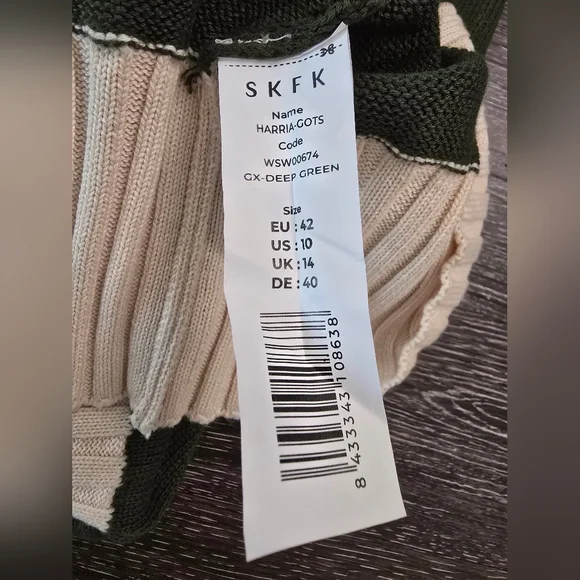 SKFK
Name
HARRIA-GOTS
Code
WSW00674
GX-DEEP GREEN
Size
EU : 42
US : 10
UK : 14
DE : 40
8 433343 108638